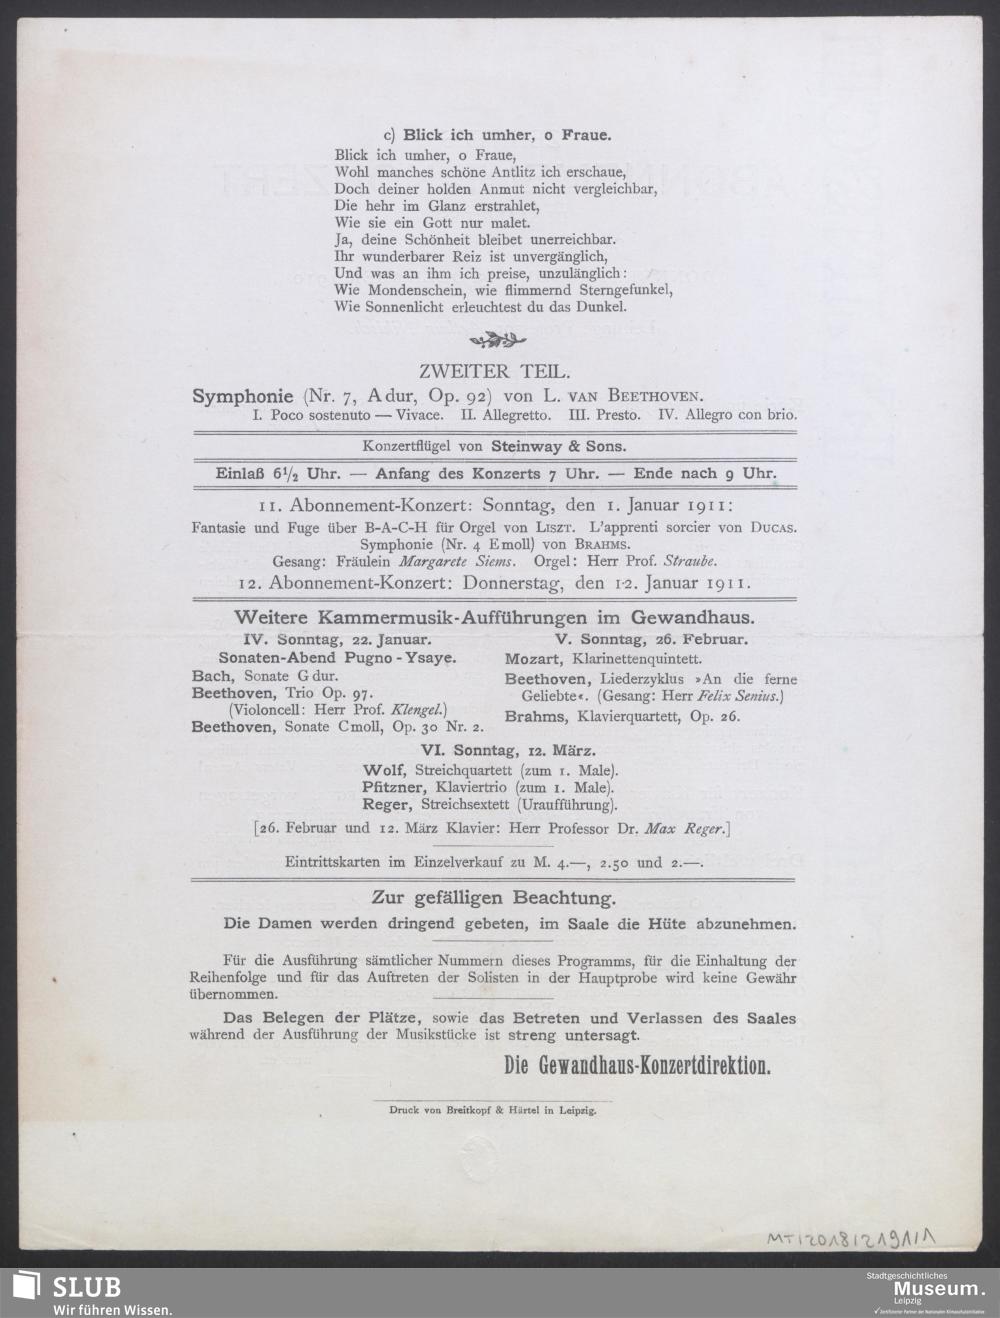 c) Blick ich umher, o Fraue.
Blick ich umher, o Fraue,
Wohl manches schöne Antlitz ich erschaue,
Doch deiner holden Anmut nicht vergleichbar,
Die hehr im Glanz erstrahlet,
Wie sie ein Gott nur malet.
Ja, deine Schönheit bleibet unerreichbar.
Ihr wunderbarer Reiz ist unvergänglich,
Und was an ihm ich preise, unzulänglich:
Wie Mondenschein, wie flimmernd Sterngefunkel,
Wie Sonnenlicht erleuchtest du das Dunkel.
ZWEITER TEIL.
Symphonie (Nr. 7, A dur, Op. 92) von L. VAN BEETHOVEN.
I. Poco sostenuto — Vivace. II. Allegretto. III. Presto. IV. Allegro con brio.
Konzertflügel von Steinway & Sons.
Einlaß 6½ Uhr. — Anfang des Konzerts 7 Uhr. — Ende nach 9 Uhr.
11. Abonnement-Konzert: Sonntag, den 1. Januar 1911:
Fantasie und Fuge über B-A-C-H für Orgel von LISZT. L'apprenti sorcier von DUCAS.
Symphonie (Nr. 4 E moll) von BRAHMS.
Gesang: Fräulein Margarete Siems. Orgel: Herr Prof. Straube.
12. Abonnement-Konzert: Donnerstag, den 12. Januar 1911.
Weitere Kammermusik-Aufführungen im Gewandhaus.
IV. Sonntag, 22. Januar.
Sonaten-Abend Pugno - Ysaye.
Bach, Sonate G dur.
Beethoven, Trio Op. 97.
(Violoncell: Herr Prof. Klengel.)
Beethoven, Sonate C moll, Op. 30 Nr. 2.
V. Sonntag, 26. Februar.
Mozart, Klarinettenquintett.
Beethoven, Liederzyklus »An die ferne
Geliebte«. (Gesang: Herr Felix Senius.)
Brahms, Klavierquartett, Op. 26.
VI. Sonntag, 12. März.
Wolf, Streichquartett (zum 1. Male).
Pfitzner, Klaviertrio (zum 1. Male).
Reger, Streichsextett (Uraufführung).
[26. Februar und 12. März Klavier: Herr Professor Dr. Max Reger.]
Eintrittskarten im Einzelverkauf zu M. 4.—, 2.50 und 2.—.
Zur gefälligen Beachtung.
Die Damen werden dringend gebeten, im Saale die Hüte abzunehmen.
Für die Ausführung sämtlicher Nummern dieses Programms, für die Einhaltung der
Reihenfolge und für das Auftreten der Solisten in der Hauptprobe wird keine Gewähr
übernommen.
Das Belegen der Plätze, sowie das Betreten und Verlassen des Saales
während der Ausführung der Musikstücke ist streng untersagt.
Die Gewandhaus-Konzertdirektion.
Druck von Breitkopf & Härtel in Leipzig.
MT/2018/2191/1
SLUB
Wir führen Wissen.
Stadtgeschichtliches
Museum.
Leipzig
Zertifizierter Partner der Nationalen Klimaschutzinitiative